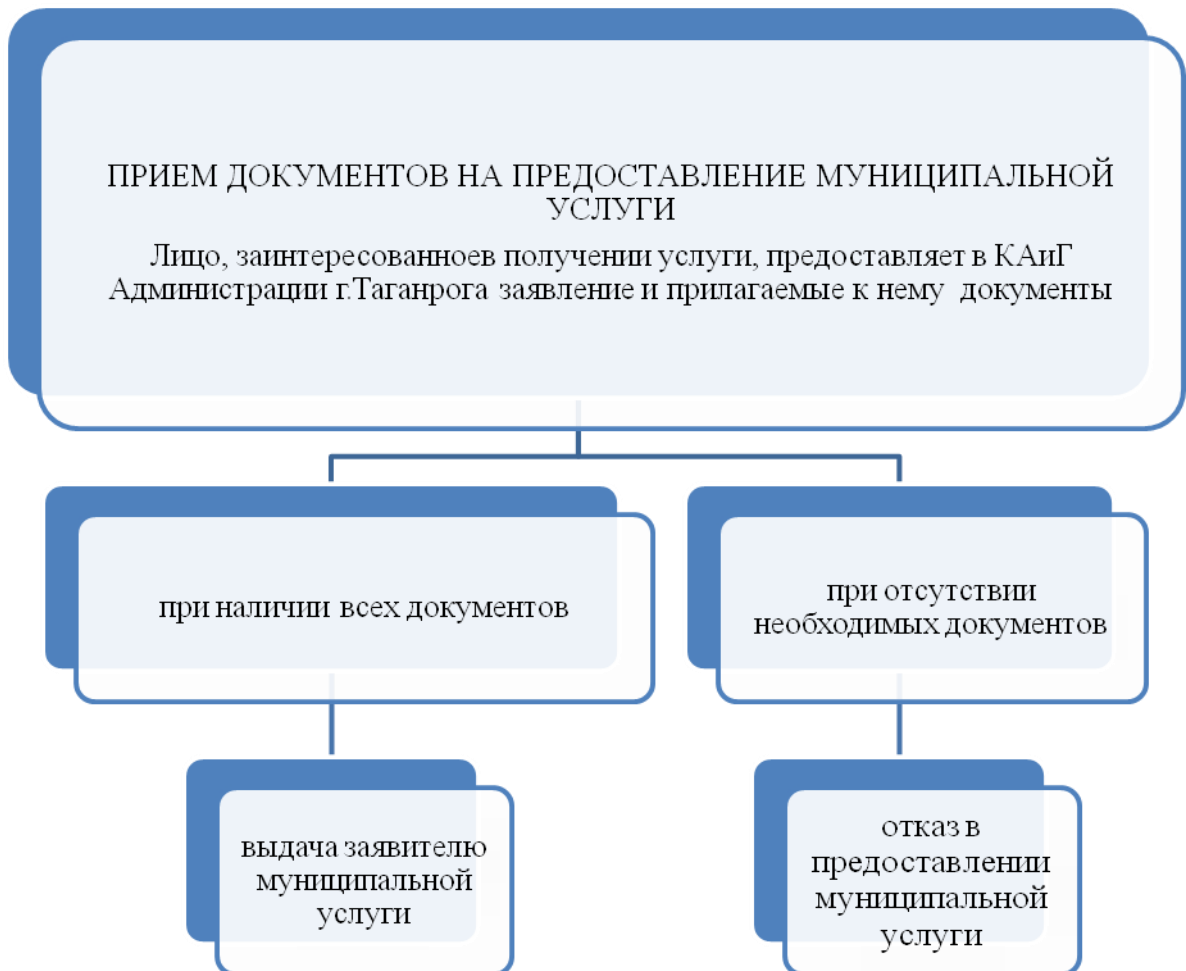 ПРИЕМ ДОКУМЕНТОВ НА ПРЕДОСТАВЛЕНИЕ МУНИЦИПАЛЬНОЙ
УСЛУГИ
Лицо, заинтересованноев получении услуги, предоставляет в КАиГ
Администрации г.Таганрога заявление и прилагаемые к нему документы
при наличии всех документов
при отсутствии
необходимых документов
выдача заявителю
муниципальной
услуги
отказ в
предоставлении
муниципальной
услуги